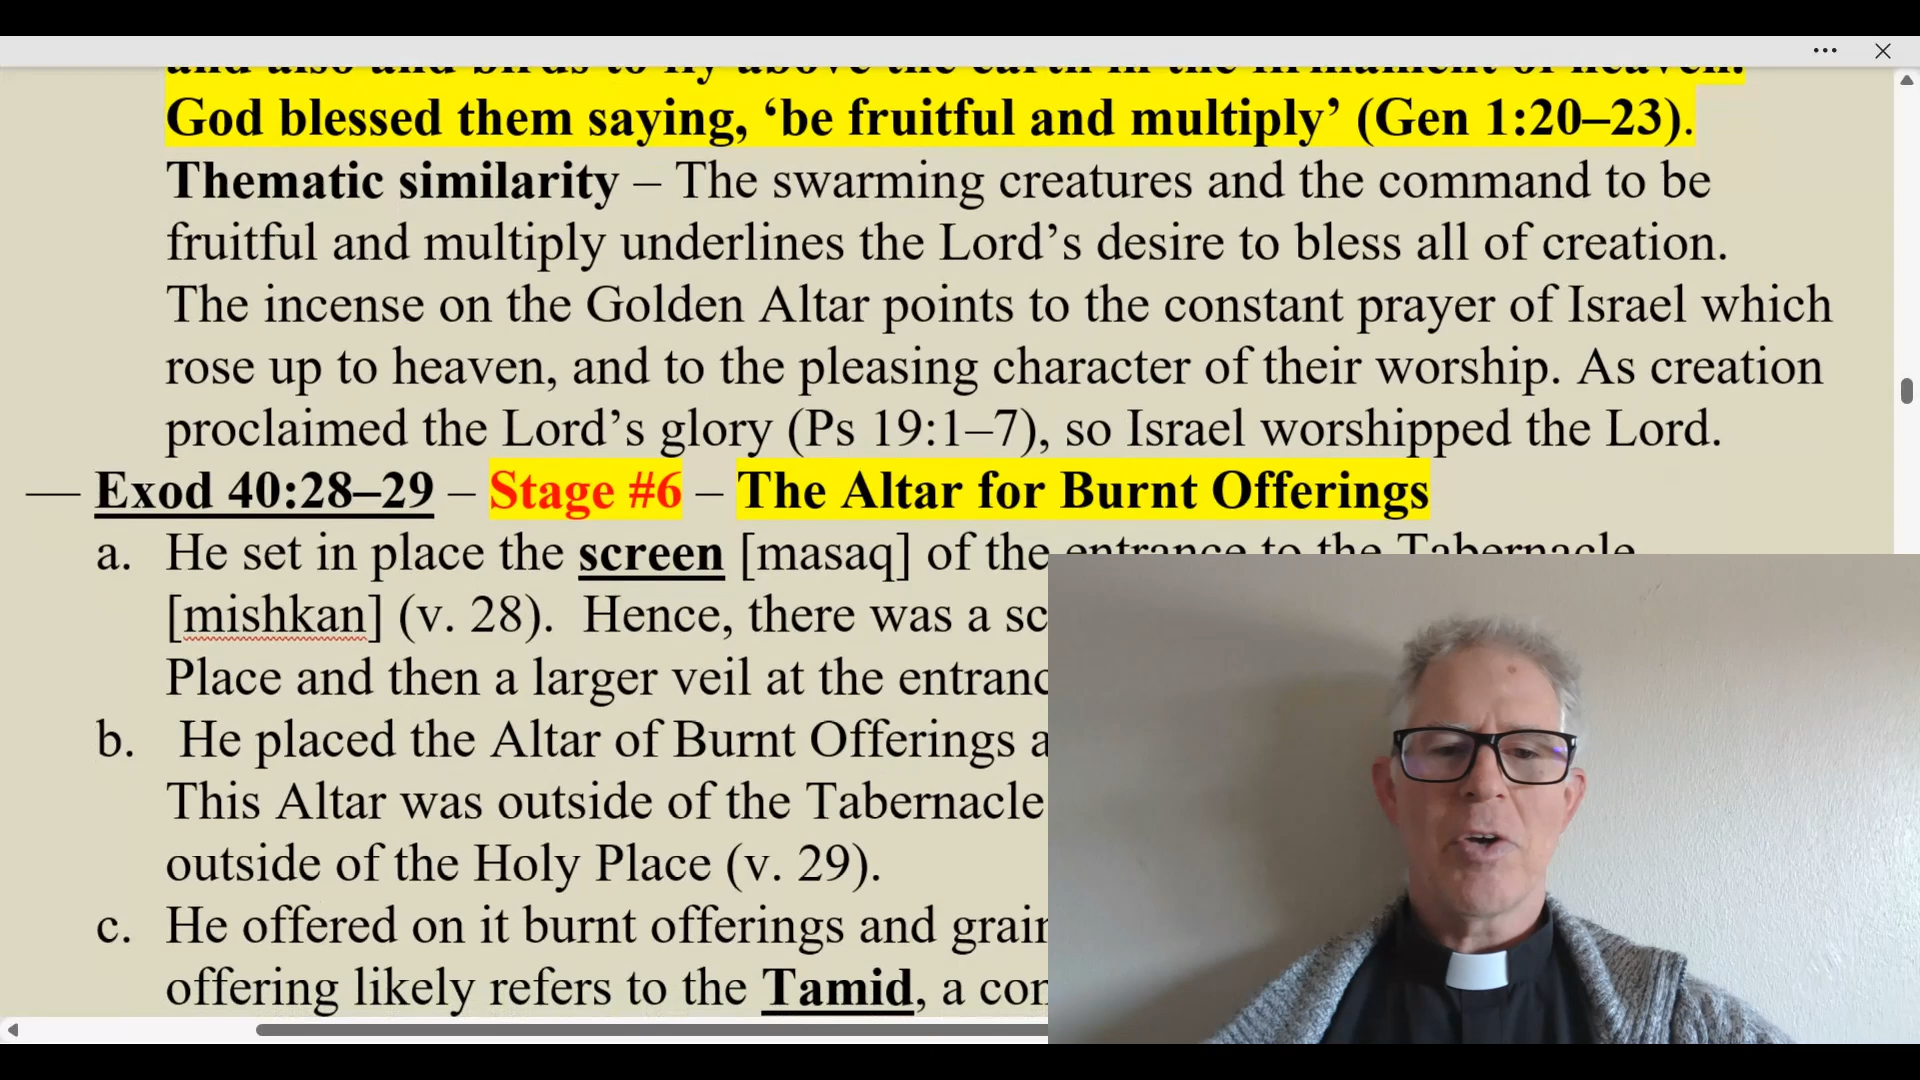 God blessed them saying, ‘be fruitful and multiply’ (Gen 1:20–23).
Thematic similarity – The swarming creatures and the command to be
fruitful and multiply underlines the Lord’s desire to bless all of creation.
The incense on the Golden Altar points to the constant prayer of Israel which
rose up to heaven, and to the pleasing character of their worship. As creation
proclaimed the Lord’s glory (Ps 19:1–7), so Israel worshipped the Lord.
— Exod 40:28–29 – Stage #6 – The Altar for Burnt Offerings
a. He set in place the screen [masaq] of the entrance to the Tabernacle
[mishkan] (v. 28). Hence, there was a sc
Place and then a larger veil at the entranc
b. He placed the Altar of Burnt Offerings a
This Altar was outside of the Tabernacle
outside of the Holy Place (v. 29).
c. He offered on it burnt offerings and grain
offering likely refers to the Tamid, a con